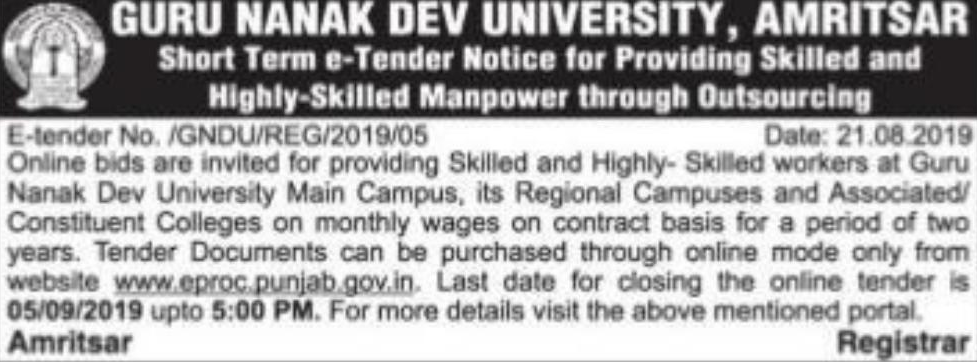 GURU NANAK DEV UNIVERSITY, AMRITSAR
Short Term e-Tender Notice for Providing Skilled and
Highly-Skilled Manpower through Outsourcing
E-tender No. /GNDU/REG/2019/05 Date: 21.08.2019
Online bids are invited for providing Skilled and Highly- Skilled workers at Guru
Nanak Dev University Main Campus, its Regional Campuses and Associated/
Constituent Colleges on monthly wages on contract basis for a period of two
years. Tender Documents can be purchased through online mode only from
website www.eproc.punjab.gov.in. Last date for closing the online tender is
05/09/2019 upto 5:00 PM. For more details visit the above mentioned portal.
Amritsar Registrar